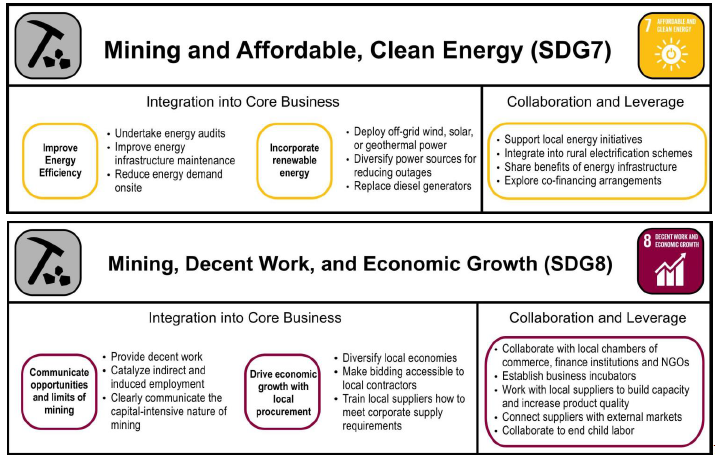 Mining and Affordable, Clean Energy (SDG7)
7 AFFORDABLE AND
CLEAN ENERGY
Integration into Core Business
Improve
Energy
Efficiency
• Undertake energy audits
• Improve energy
infrastructure maintenance
• Reduce energy demand
onsite
Incorporate
renewable
energy
• Deploy off-grid wind, solar,
or geothermal power
• Diversify power sources for
reducing outages
• Replace diesel generators
Collaboration and Leverage
• Support local energy initiatives
• Integrate into rural electrification schemes
• Share benefits of energy infrastructure
• Explore co-financing arrangements
Mining, Decent Work, and Economic Growth (SDG8)
8 DECENT WORK AND
ECONOMIC GROWTH
Integration into Core Business
Communicate
opportunities
and limits of
mining
• Provide decent work
• Catalyze indirect and
induced employment
• Clearly communicate the
capital-intensive nature of
mining
Drive economic
growth with
local
procurement
• Diversify local economies
• Make bidding accessible to
local contractors
• Train local suppliers how to
meet corporate supply
requirements
Collaboration and Leverage
• Collaborate with local chambers of
commerce, finance institutions and NGOs
• Establish business incubators
• Work with local suppliers to build capacity
and increase product quality
• Connect suppliers with external markets
• Collaborate to end child labor